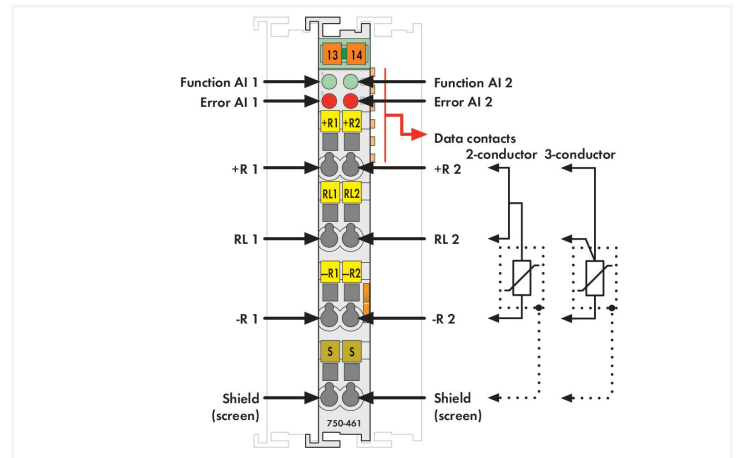 13 14
Function AI 1
Function AI 2
Error AI 1
Error AI 2
+R1 +R2
Data contacts
2-conductor 3-conductor
+R 1
+R 2
RL1 RL2
RL 1
RL 2
–R1 –R2
-R 1
-R 2
S S
Shield
(screen)
Shield
(screen)
750-461